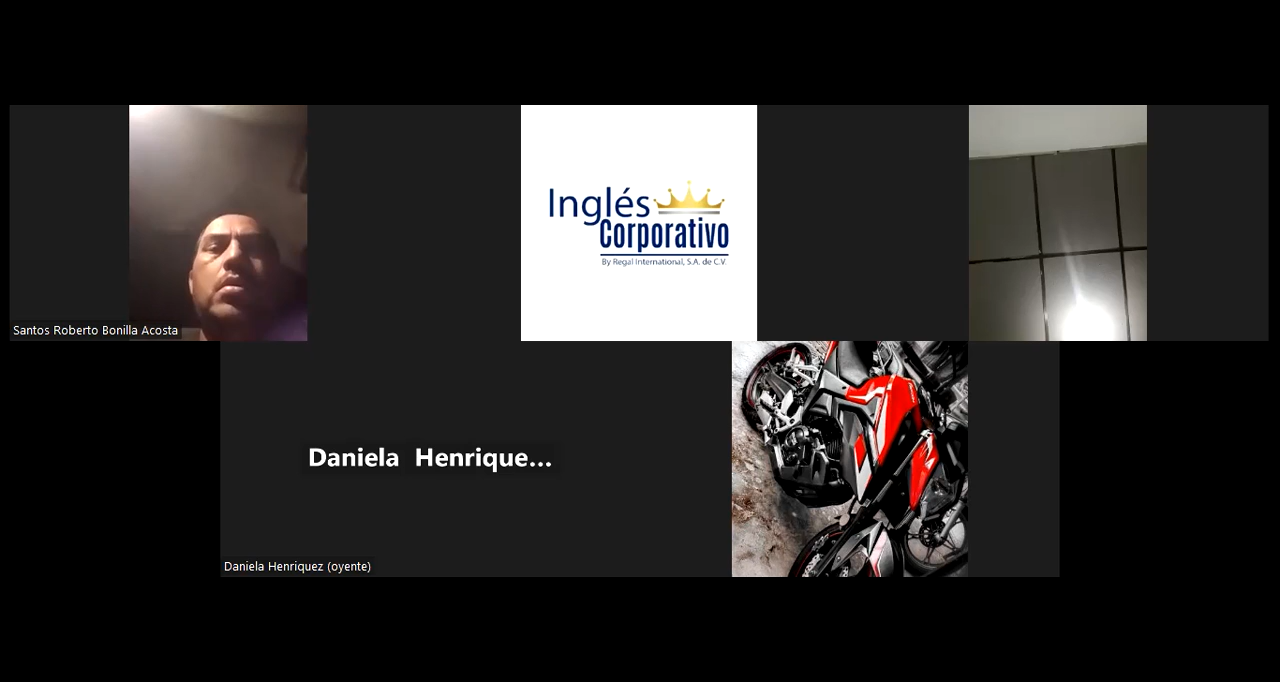 Inglés
Corporativo
By Regal International, S.A. de C.V.
Santos Roberto Bonilla Acosta
Daniela Henrique...
Daniela Henriquez (oyente)